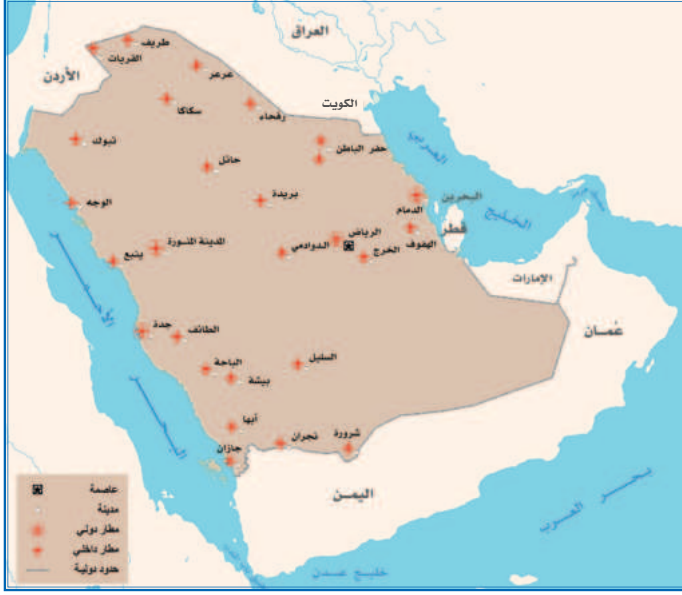 العراق
الأردن
طريف
القريات
عرعر
سكاكا
رفحاء
الكويت
تبوك
حفر الباطن
حائل
الوجه
بريدة
الدمام
البحرين
الخليج
العربي
قطر
الهفوف
الرياض
الدوادمي
الخرج
المدينة المنورة
ينبع
الإمارات
عُمـان
جدة
الطائف
الباحة
بيشة
السليل
أبها
جازان
نجران
شرورة
اليمـن
البحر
الأحمر
بحر العرب
خليج عدن
عاصمة
مدينة
مطار دولي
مطار داخلي
حدود دولية